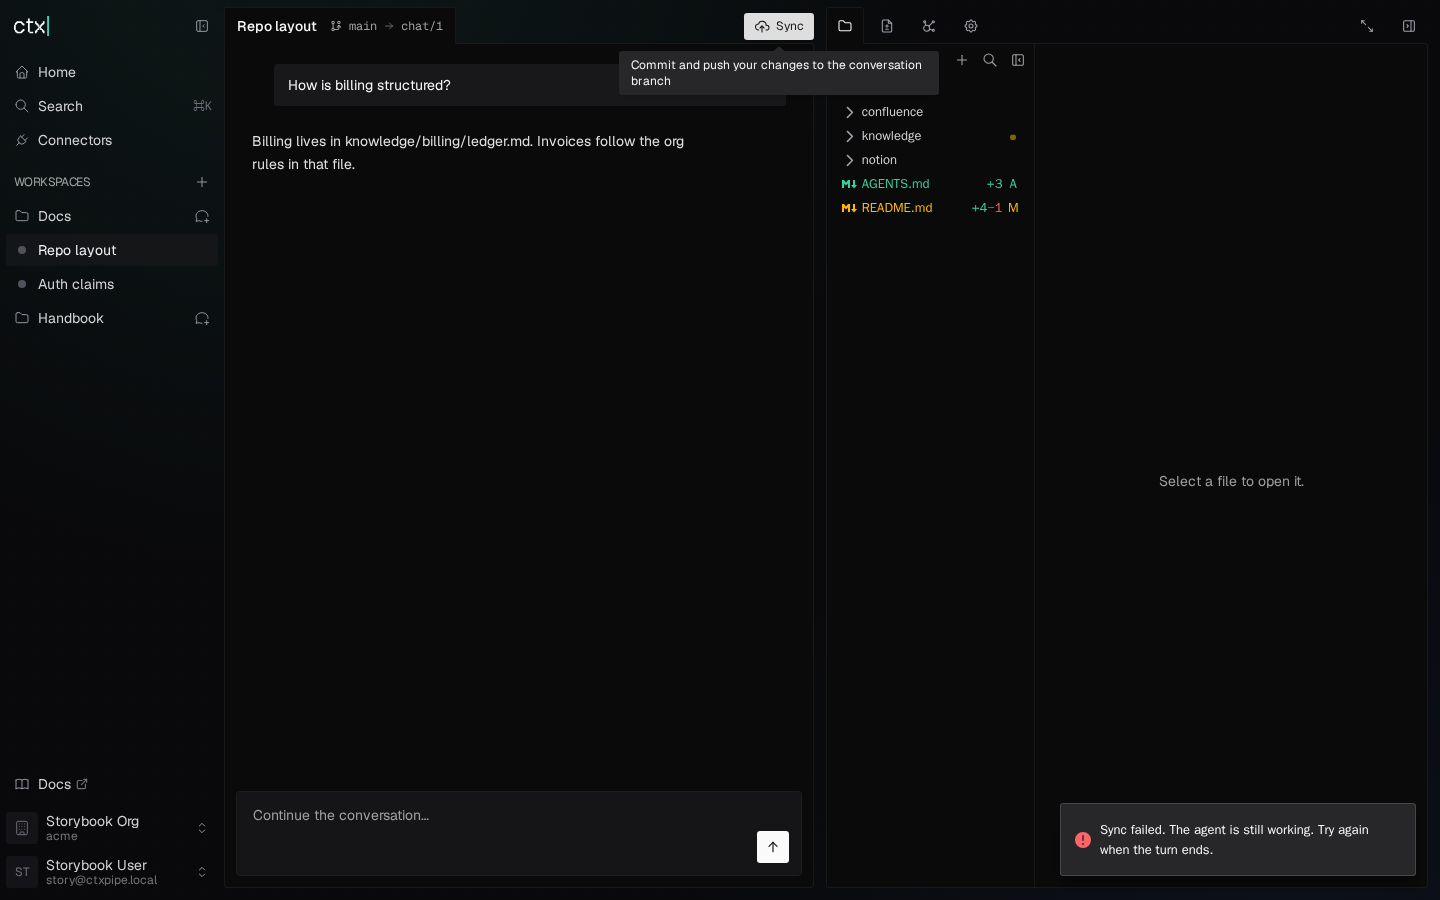 ctx
Home
Search ⌘K
Connectors
WORKSPACES
Docs
Repo layout
Auth claims
Handbook
Docs
Storybook Org
acme
ST
Storybook User
story@ctxpipe.local
Repo layout main → chat/1
Sync
Commit and push your changes to the conversation
branch
How is billing structured?
Billing lives in knowledge/billing/ledger.md. Invoices follow the org
rules in that file.
Continue the conversation...
confluence
knowledge
notion
M↓ AGENTS.md +3 A
M↓ README.md +4−1 M
Select a file to open it.
Sync failed. The agent is still working. Try again
when the turn ends.